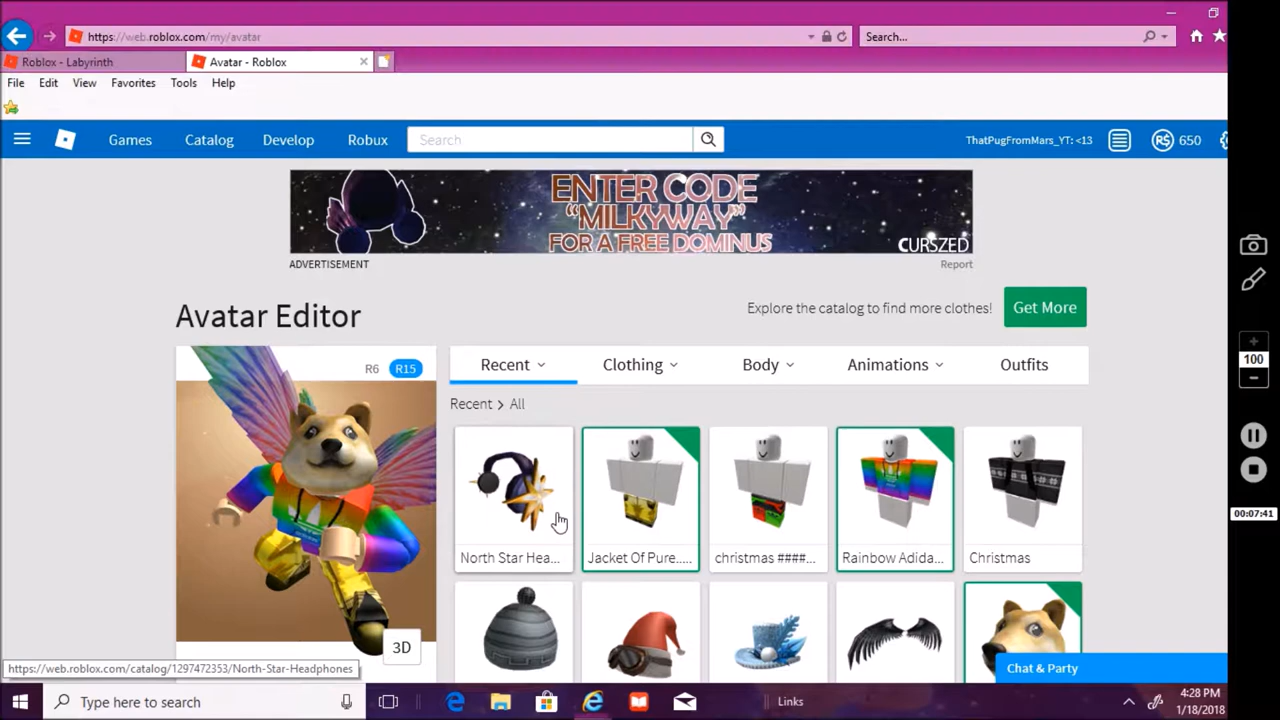 https://web.roblox.com/my/avatar
Search...
Roblox - Labyrinth
Avatar - Roblox
File Edit View Favorites Tools Help
Games Catalog Develop Robux
Search
ThatPugFromMars_YT: <13
R$ 650
ENTER CODE
“MILKYWAY”
FOR A FREE DOMINUS
CURSZED
ADVERTISEMENT
Report
Avatar Editor
Explore the catalog to find more clothes!
Get More
R6 R15
Recent Clothing Body Animations Outfits
Recent > All
North Star Hea...
Jacket Of Pure.....
christmas ####...
Rainbow Adida...
Christmas
3D
https://web.roblox.com/catalog/1297472353/North-Star-Headphones
Chat & Party
100
00:07:41
Type here to search
Links
4:28 PM
1/18/2018